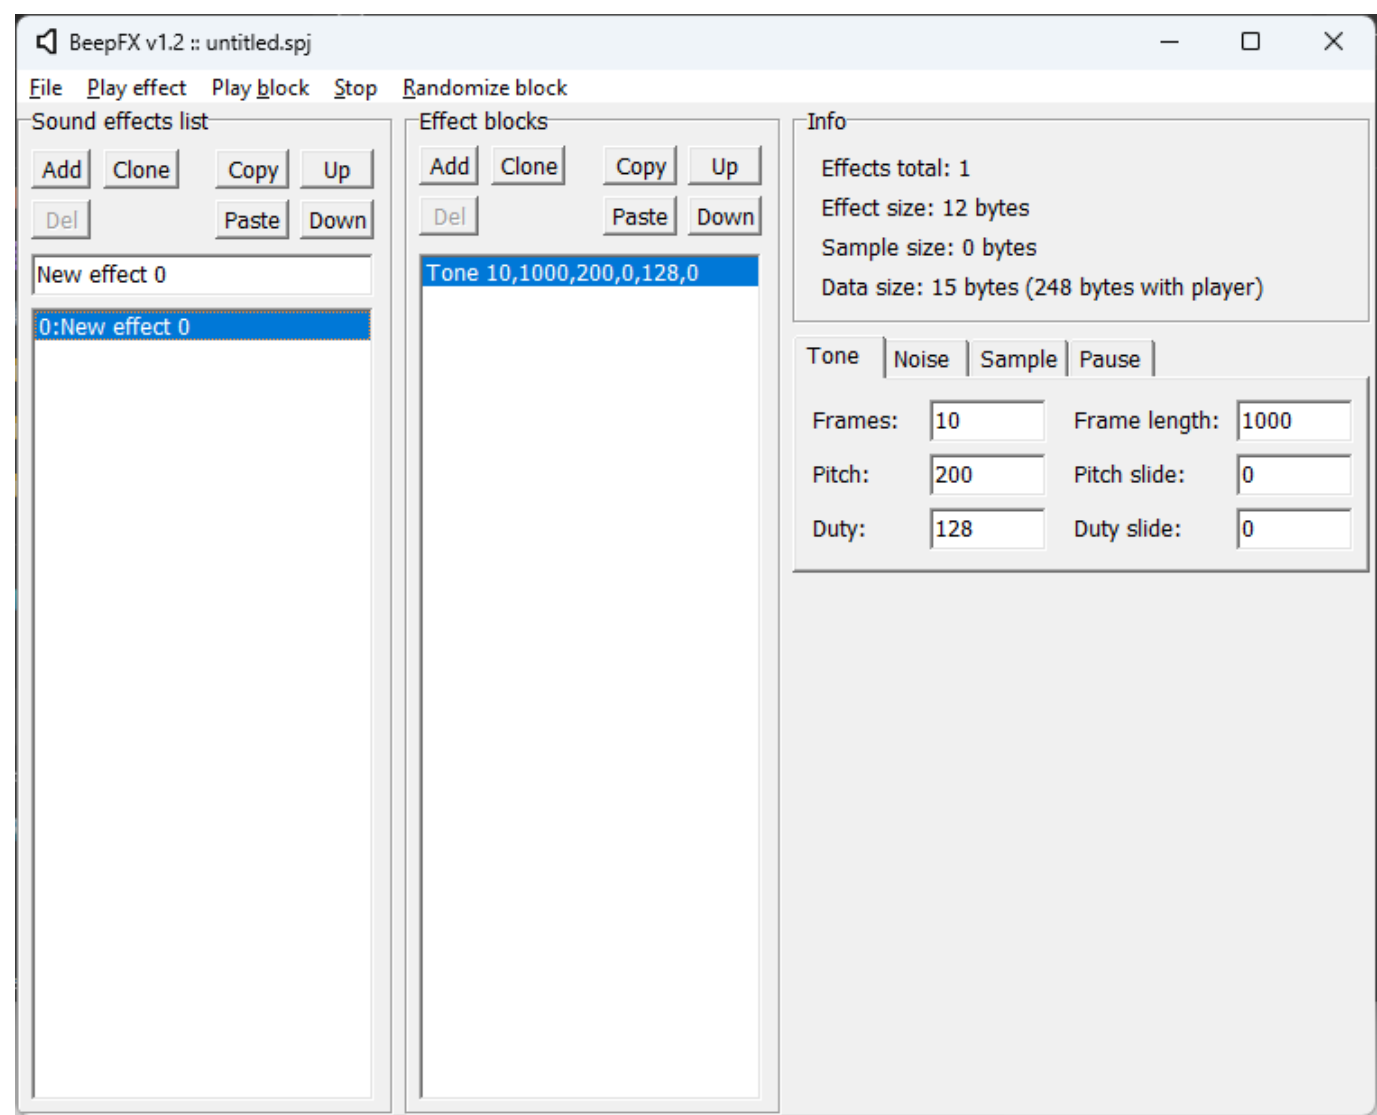 BeepFX v1.2 :: untitled.spj
File Play effect Play block Stop Randomize block
Sound effects list
Add Clone Copy Up
Del Paste Down
New effect 0
0:New effect 0
Effect blocks
Add Clone Copy Up
Del Paste Down
Tone 10,1000,200,0,128,0
Info
Effects total: 1
Effect size: 12 bytes
Sample size: 0 bytes
Data size: 15 bytes (248 bytes with player)
Tone Noise Sample Pause
Frames: 10 Frame length: 1000
Pitch: 200 Pitch slide: 0
Duty: 128 Duty slide: 0